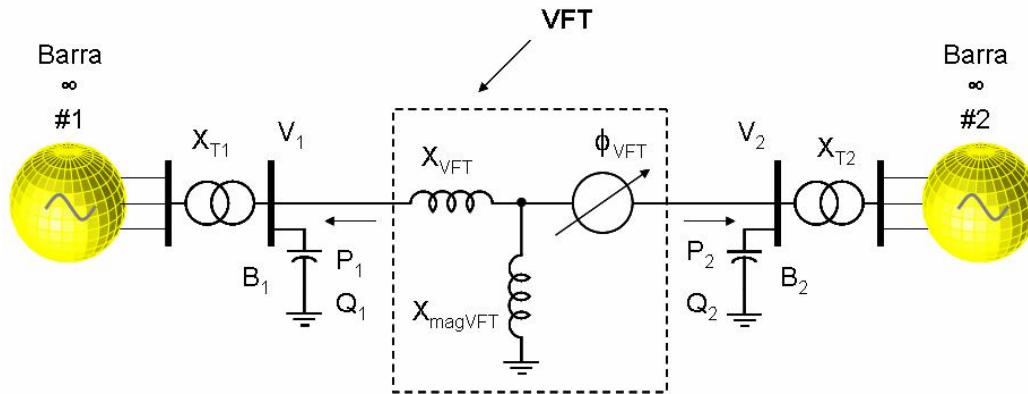 VFT
Barra
∞
#1
X_T1
V_1
X_VFT
ϕ_VFT
V_2
X_T2
Barra
∞
#2
B_1
P_1
Q_1
X_magVFT
P_2
Q_2
B_2